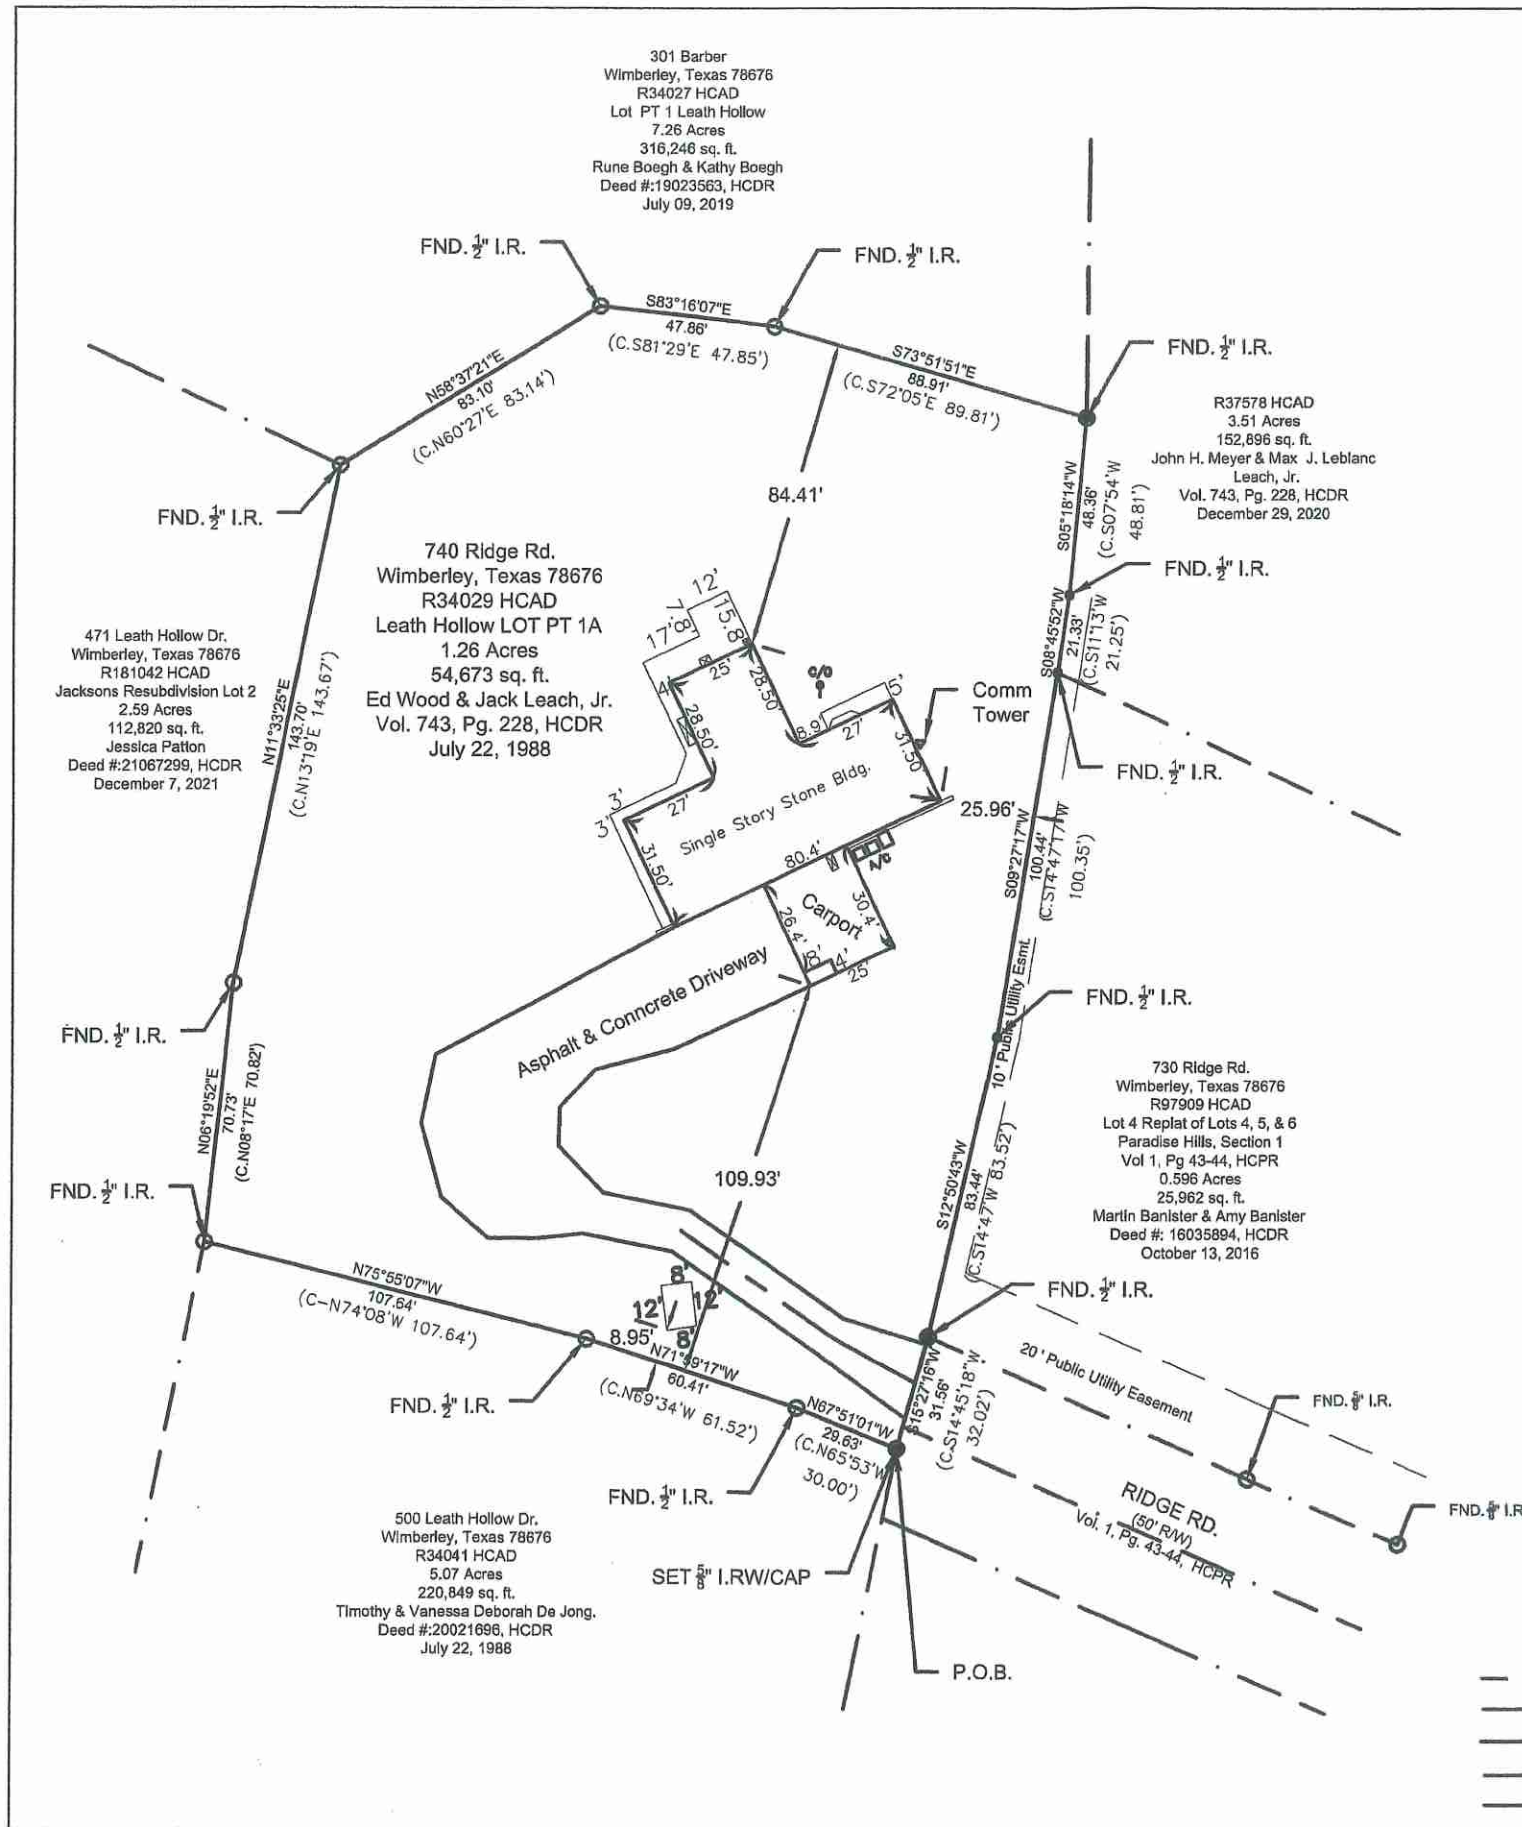 301 Barber
Wimberley, Texas 78676
R34027 HCAD
Lot PT 1 Leath Hollow
7.26 Acres
316,246 sq. ft.
Rune Boegh & Kathy Boegh
Deed #:19023563, HCDR
July 09, 2019
FND. 1/2" I.R.
FND. 1/2" I.R.
S83°16'07"E
47.86'
(C.S81°29'E 47.85')
S73°51'51"E
88.91'
(C.S72°05'E 89.81')
FND. 1/2" I.R.
N58°37'21"E
83.10'
(C.N60°27'E 83.14')
R37578 HCAD
3.51 Acres
152,896 sq. ft.
John H. Meyer & Max J. Leblanc
Leach, Jr.
Vol. 743, Pg. 228, HCDR
December 29, 2020
FND. 1/2" I.R.
84.41'
S05°18'14"W
48.36'
(C.S07°54'W
48.81')
740 Ridge Rd.
Wimberley, Texas 78676
R34029 HCAD
Leath Hollow LOT PT 1A
1.26 Acres
54,673 sq. ft.
Ed Wood & Jack Leach, Jr.
Vol. 743, Pg. 228, HCDR
July 22, 1988
FND. 1/2" I.R.
S08°45'52"W
21.33'
(C.S11°13'W
21.25')
471 Leath Hollow Dr.
Wimberley, Texas 78676
R181042 HCAD
Jacksons Resubdivision Lot 2
2.59 Acres
112,820 sq. ft.
Jessica Patton
Deed #:21067299, HCDR
December 7, 2021
N11°33'25"E
143.70'
(C.N13°19'E 143.67')
12'
7.8'
15.8'
17'
25'
4'
28.50'
28.50'
C/O
8.9'
27'
5'
31.50'
Comm
Tower
FND. 1/2" I.R.
3'
3'
27'
31.50'
Single Story Stone Bldg.
80.4'
A/C
25.96'
S09°27'17"W
100.44'
(C.S14°47'17"W
100.35')
Carport
26.4'
30.4'
8'
4'
25'
Asphalt & Conncrete Driveway
FND. 1/2" I.R.
FND. 1/2" I.R.
10' Public Utility Esmt.
N06°19'52"E
70.73'
(C.N08°17'E 70.82')
730 Ridge Rd.
Wimberley, Texas 78676
R97909 HCAD
Lot 4 Replat of Lots 4, 5, & 6
Paradise Hills, Section 1
Vol 1, Pg 43-44, HCPR
0.596 Acres
25,962 sq. ft.
Martin Banister & Amy Banister
Deed #: 16035894, HCDR
October 13, 2016
S12°50'43"W
83.44'
(C.S14°47'W 83.52')
109.93'
FND. 1/2" I.R.
N75°55'07"W
107.64'
(C-N74°08'W 107.64')
8'
12'
12'
8'
8.95'
FND. 1/2" I.R.
N71°59'17"W
60.41'
(C.N69°34'W 61.52')
FND. 1/2" I.R.
N67°51'01"W
29.63'
(C.N65°53'W
30.00')
S15°27'16"W
31.56'
(C.S14°45'18"W
32.02')
20' Public Utility Easement
FND. 5/8" I.R.
FND. 5/8" I.R
RIDGE RD.
(50' R/W)
Vol. 1, Pg. 43-44, HCPR
FND. 1/2" I.R.
500 Leath Hollow Dr.
Wimberley, Texas 78676
R34041 HCAD
5.07 Acres
220,849 sq. ft.
Timothy & Vanessa Deborah De Jong.
Deed #:20021696, HCDR
July 22, 1988
SET 5/8" I.RW/CAP
P.O.B.